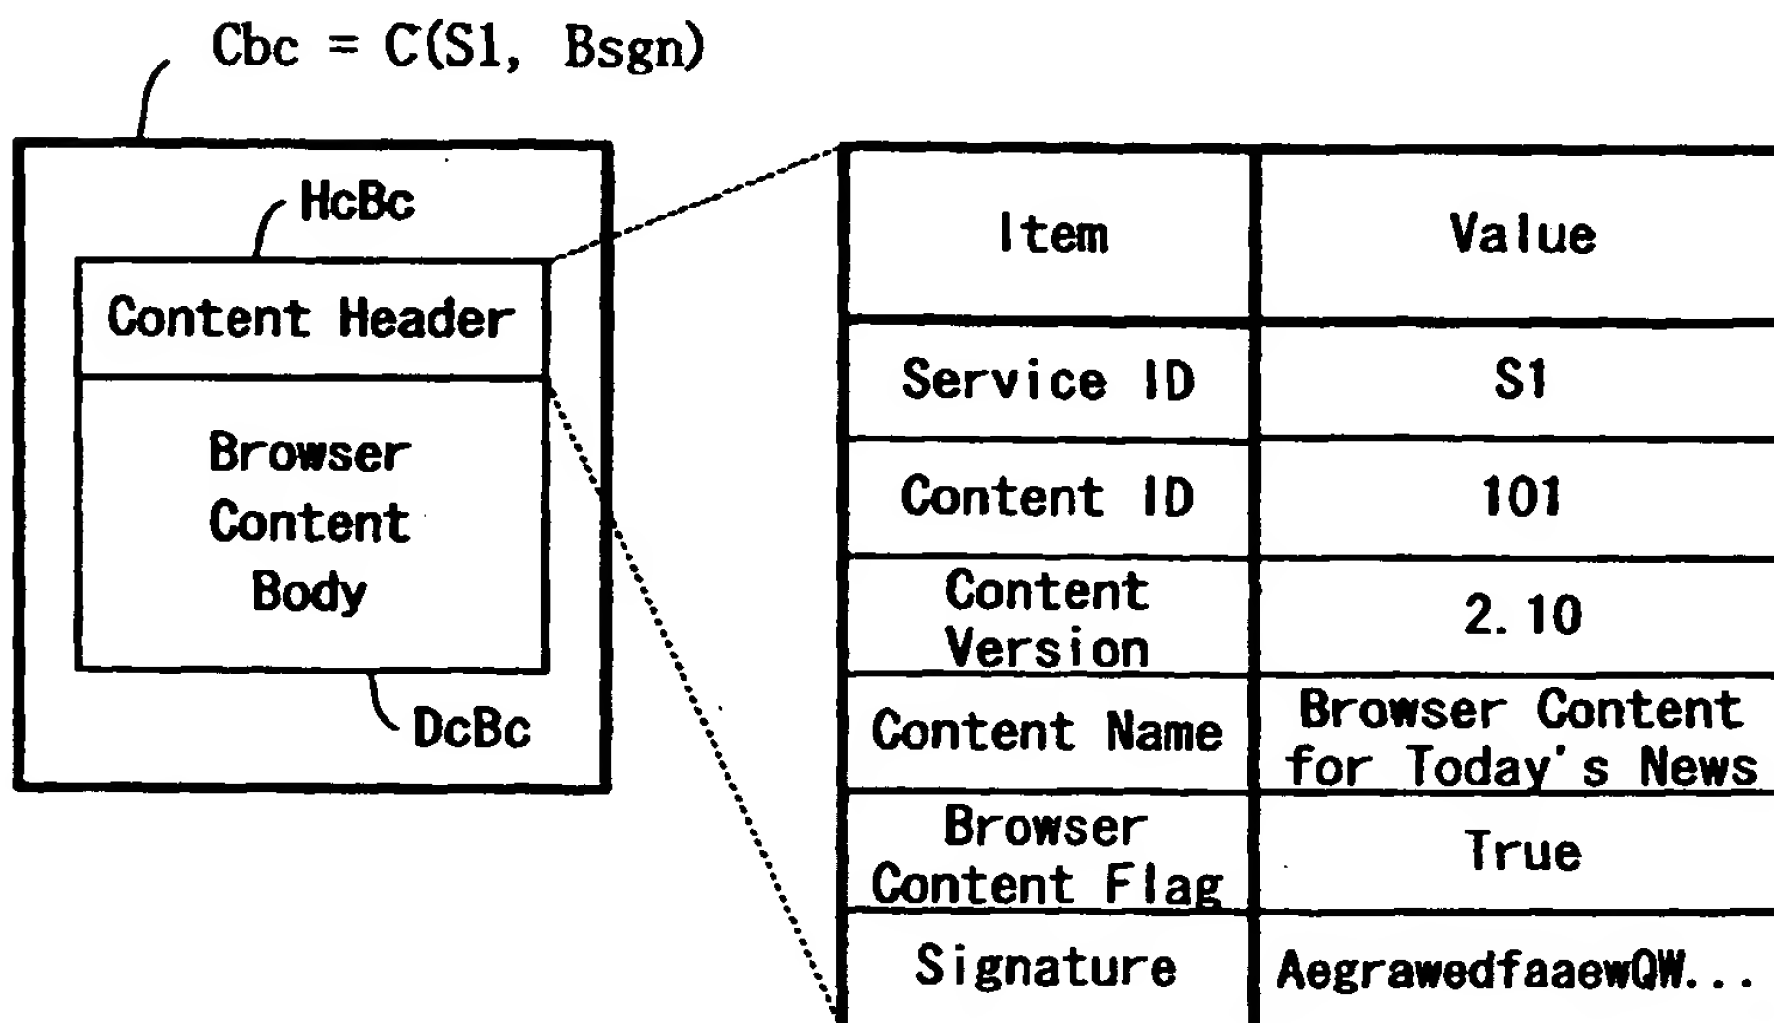 Cbc = C(S1, Bsgn)
HcBc
Content Header
Browser
Content
Body
DcBc
Item Value
Service ID S1
Content ID 101
Content
Version
2.10
Content Name
Browser Content
for Today's News
Browser
Content Flag
True
Signature AegrawedfaaewQW...